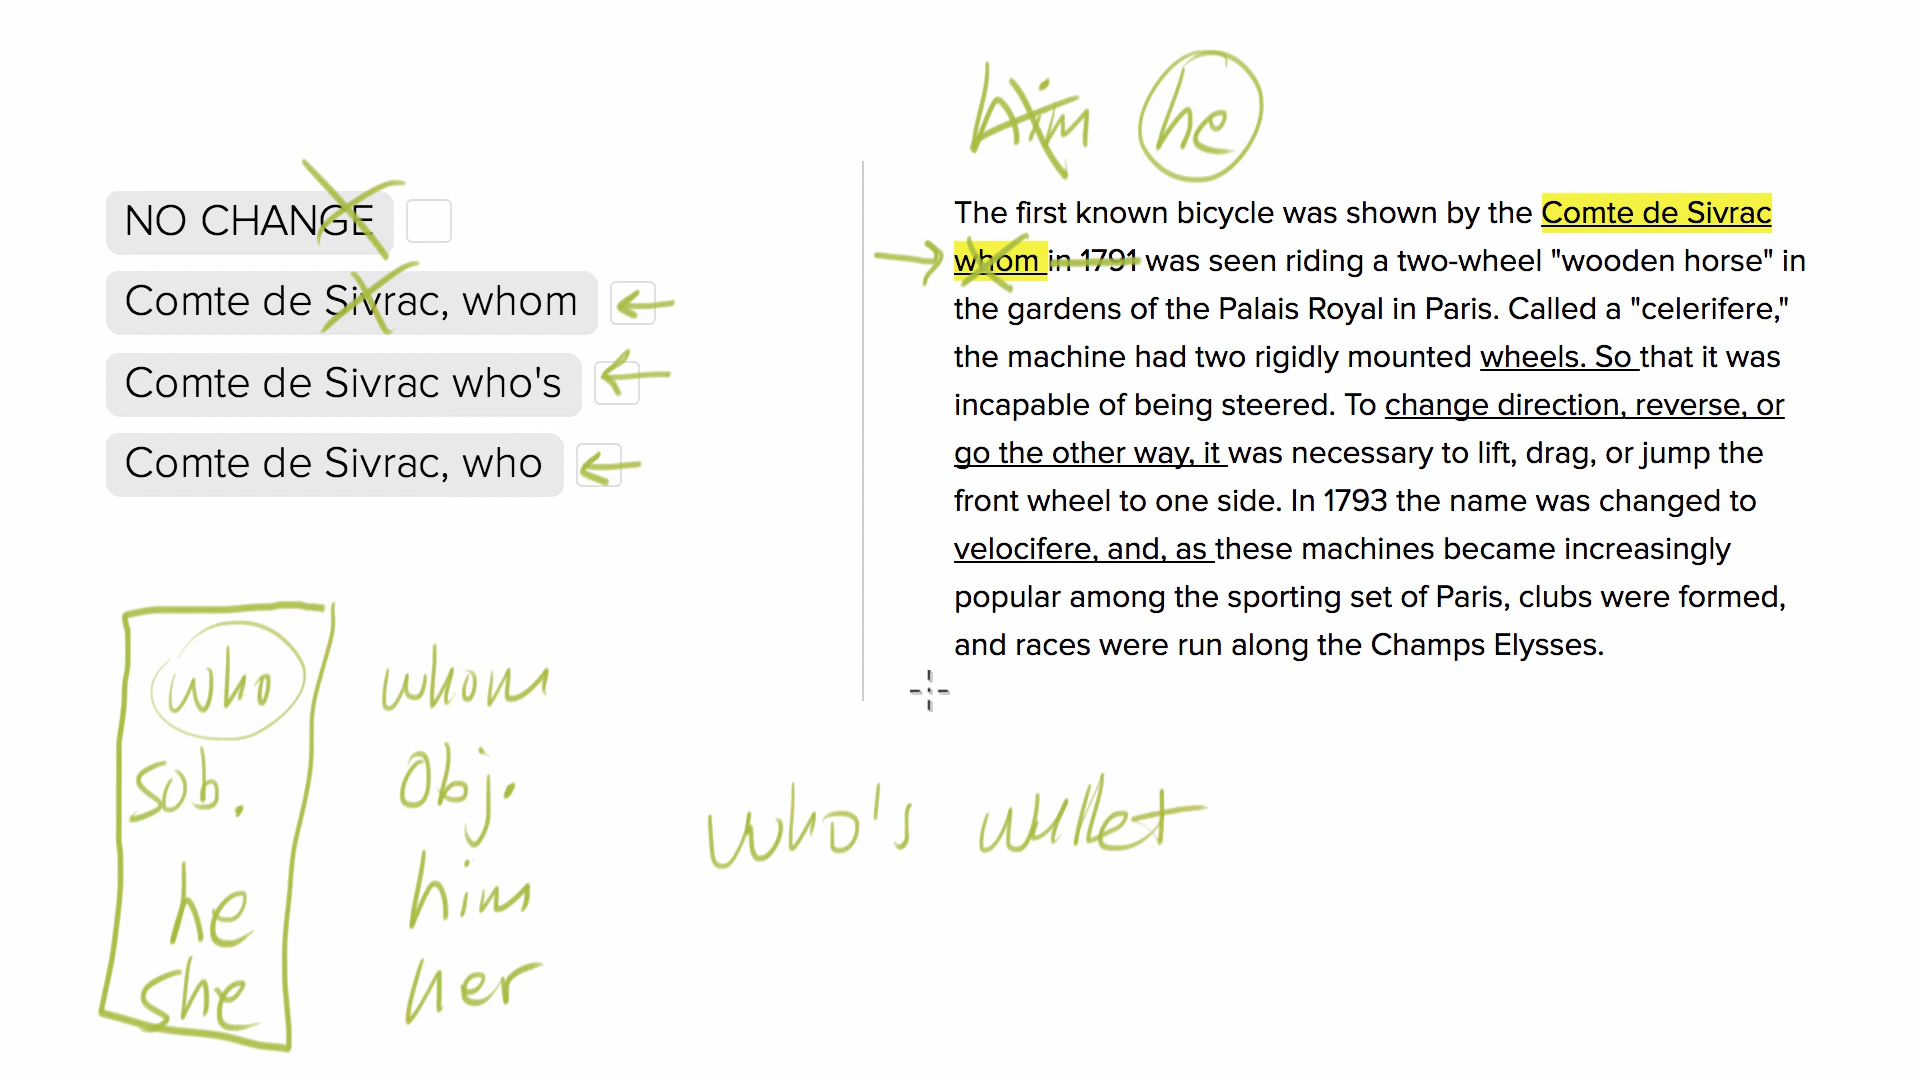 him he
NO CHANGE
Comte de Sivrac, whom
Comte de Sivrac who's
Comte de Sivrac, who
The first known bicycle was shown by the Comte de Sivrac
whom in 1791 was seen riding a two-wheel "wooden horse" in
the gardens of the Palais Royal in Paris. Called a "celerifere,"
the machine had two rigidly mounted wheels. So that it was
incapable of being steered. To change direction, reverse, or
go the other way, it was necessary to lift, drag, or jump the
front wheel to one side. In 1793 the name was changed to
velocifere, and, as these machines became increasingly
popular among the sporting set of Paris, clubs were formed,
and races were run along the Champs Elysses.
who whom
sob. Obj.
he him
she her
who's wallet